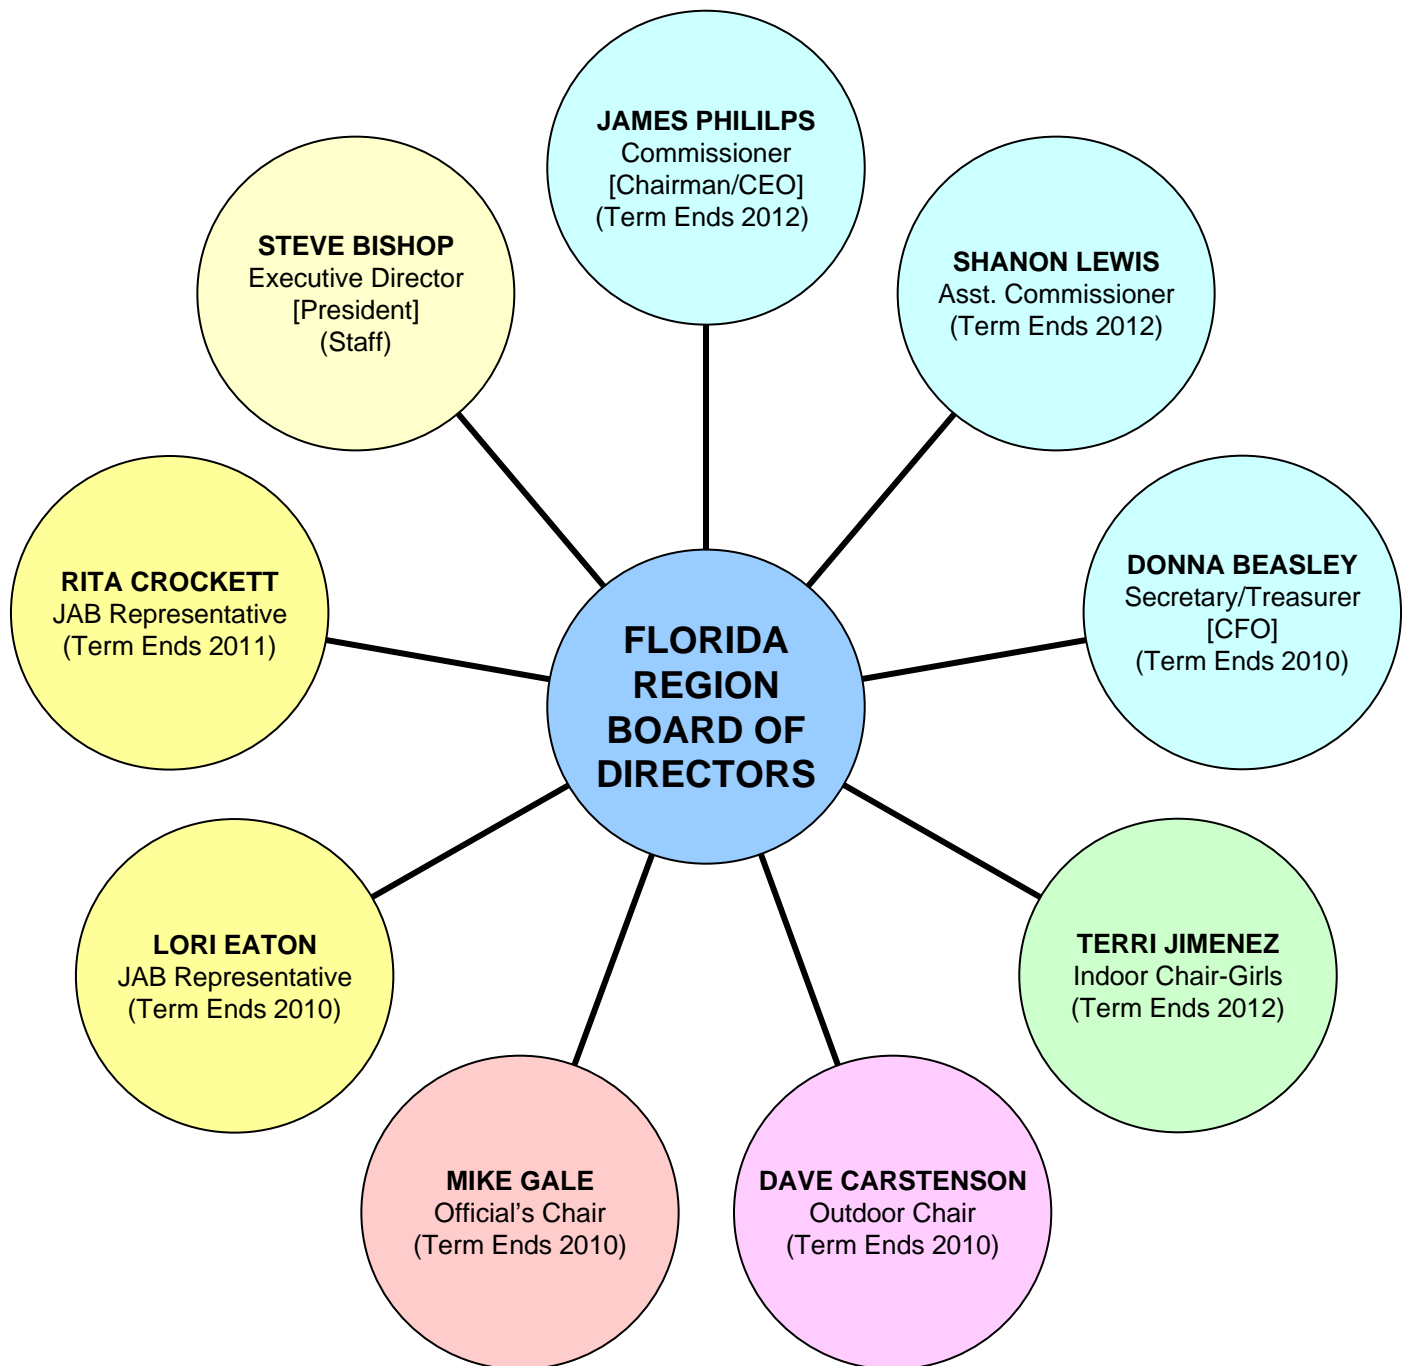 JAMES PHILILPS
Commissioner
[Chairman/CEO]
(Term Ends 2012)
STEVE BISHOP
Executive Director
[President]
(Staff)
SHANON LEWIS
Asst. Commissioner
(Term Ends 2012)
RITA CROCKETT
JAB Representative
(Term Ends 2011)
DONNA BEASLEY
Secretary/Treasurer
[CFO]
(Term Ends 2010)
FLORIDA
REGION
BOARD OF
DIRECTORS
LORI EATON
JAB Representative
(Term Ends 2010)
TERRI JIMENEZ
Indoor Chair-Girls
(Term Ends 2012)
MIKE GALE
Official’s Chair
(Term Ends 2010)
DAVE CARSTENSON
Outdoor Chair
(Term Ends 2010)